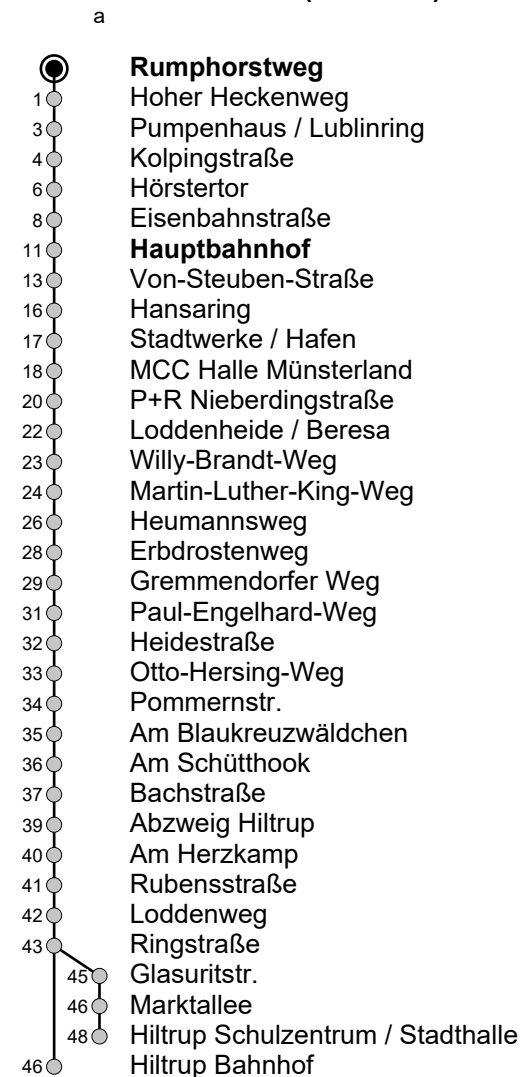 a
Rumphorstweg
1 Hoher Heckenweg
3 Pumpenhaus / Lublinring
4 Kolpingstraße
6 Hörstertor
8 Eisenbahnstraße
11 Hauptbahnhof
13 Von-Steuben-Straße
16 Hansaring
17 Stadtwerke / Hafen
18 MCC Halle Münsterland
20 P+R Nieberdingstraße
22 Loddenheide / Beresa
23 Willy-Brandt-Weg
24 Martin-Luther-King-Weg
26 Heumannsweg
28 Erbdrostenweg
29 Gremmendorfer Weg
31 Paul-Engelhard-Weg
32 Heidestraße
33 Otto-Hersing-Weg
34 Pommernstr.
35 Am Blaukreuzwäldchen
36 Am Schütthook
37 Bachstraße
39 Abzweig Hiltrup
40 Am Herzkamp
41 Rubensstraße
42 Loddenweg
43 Ringstraße
45 Glasuritstr.
46 Marktallee
48 Hiltrup Schulzentrum / Stadthalle
46 Hiltrup Bahnhof